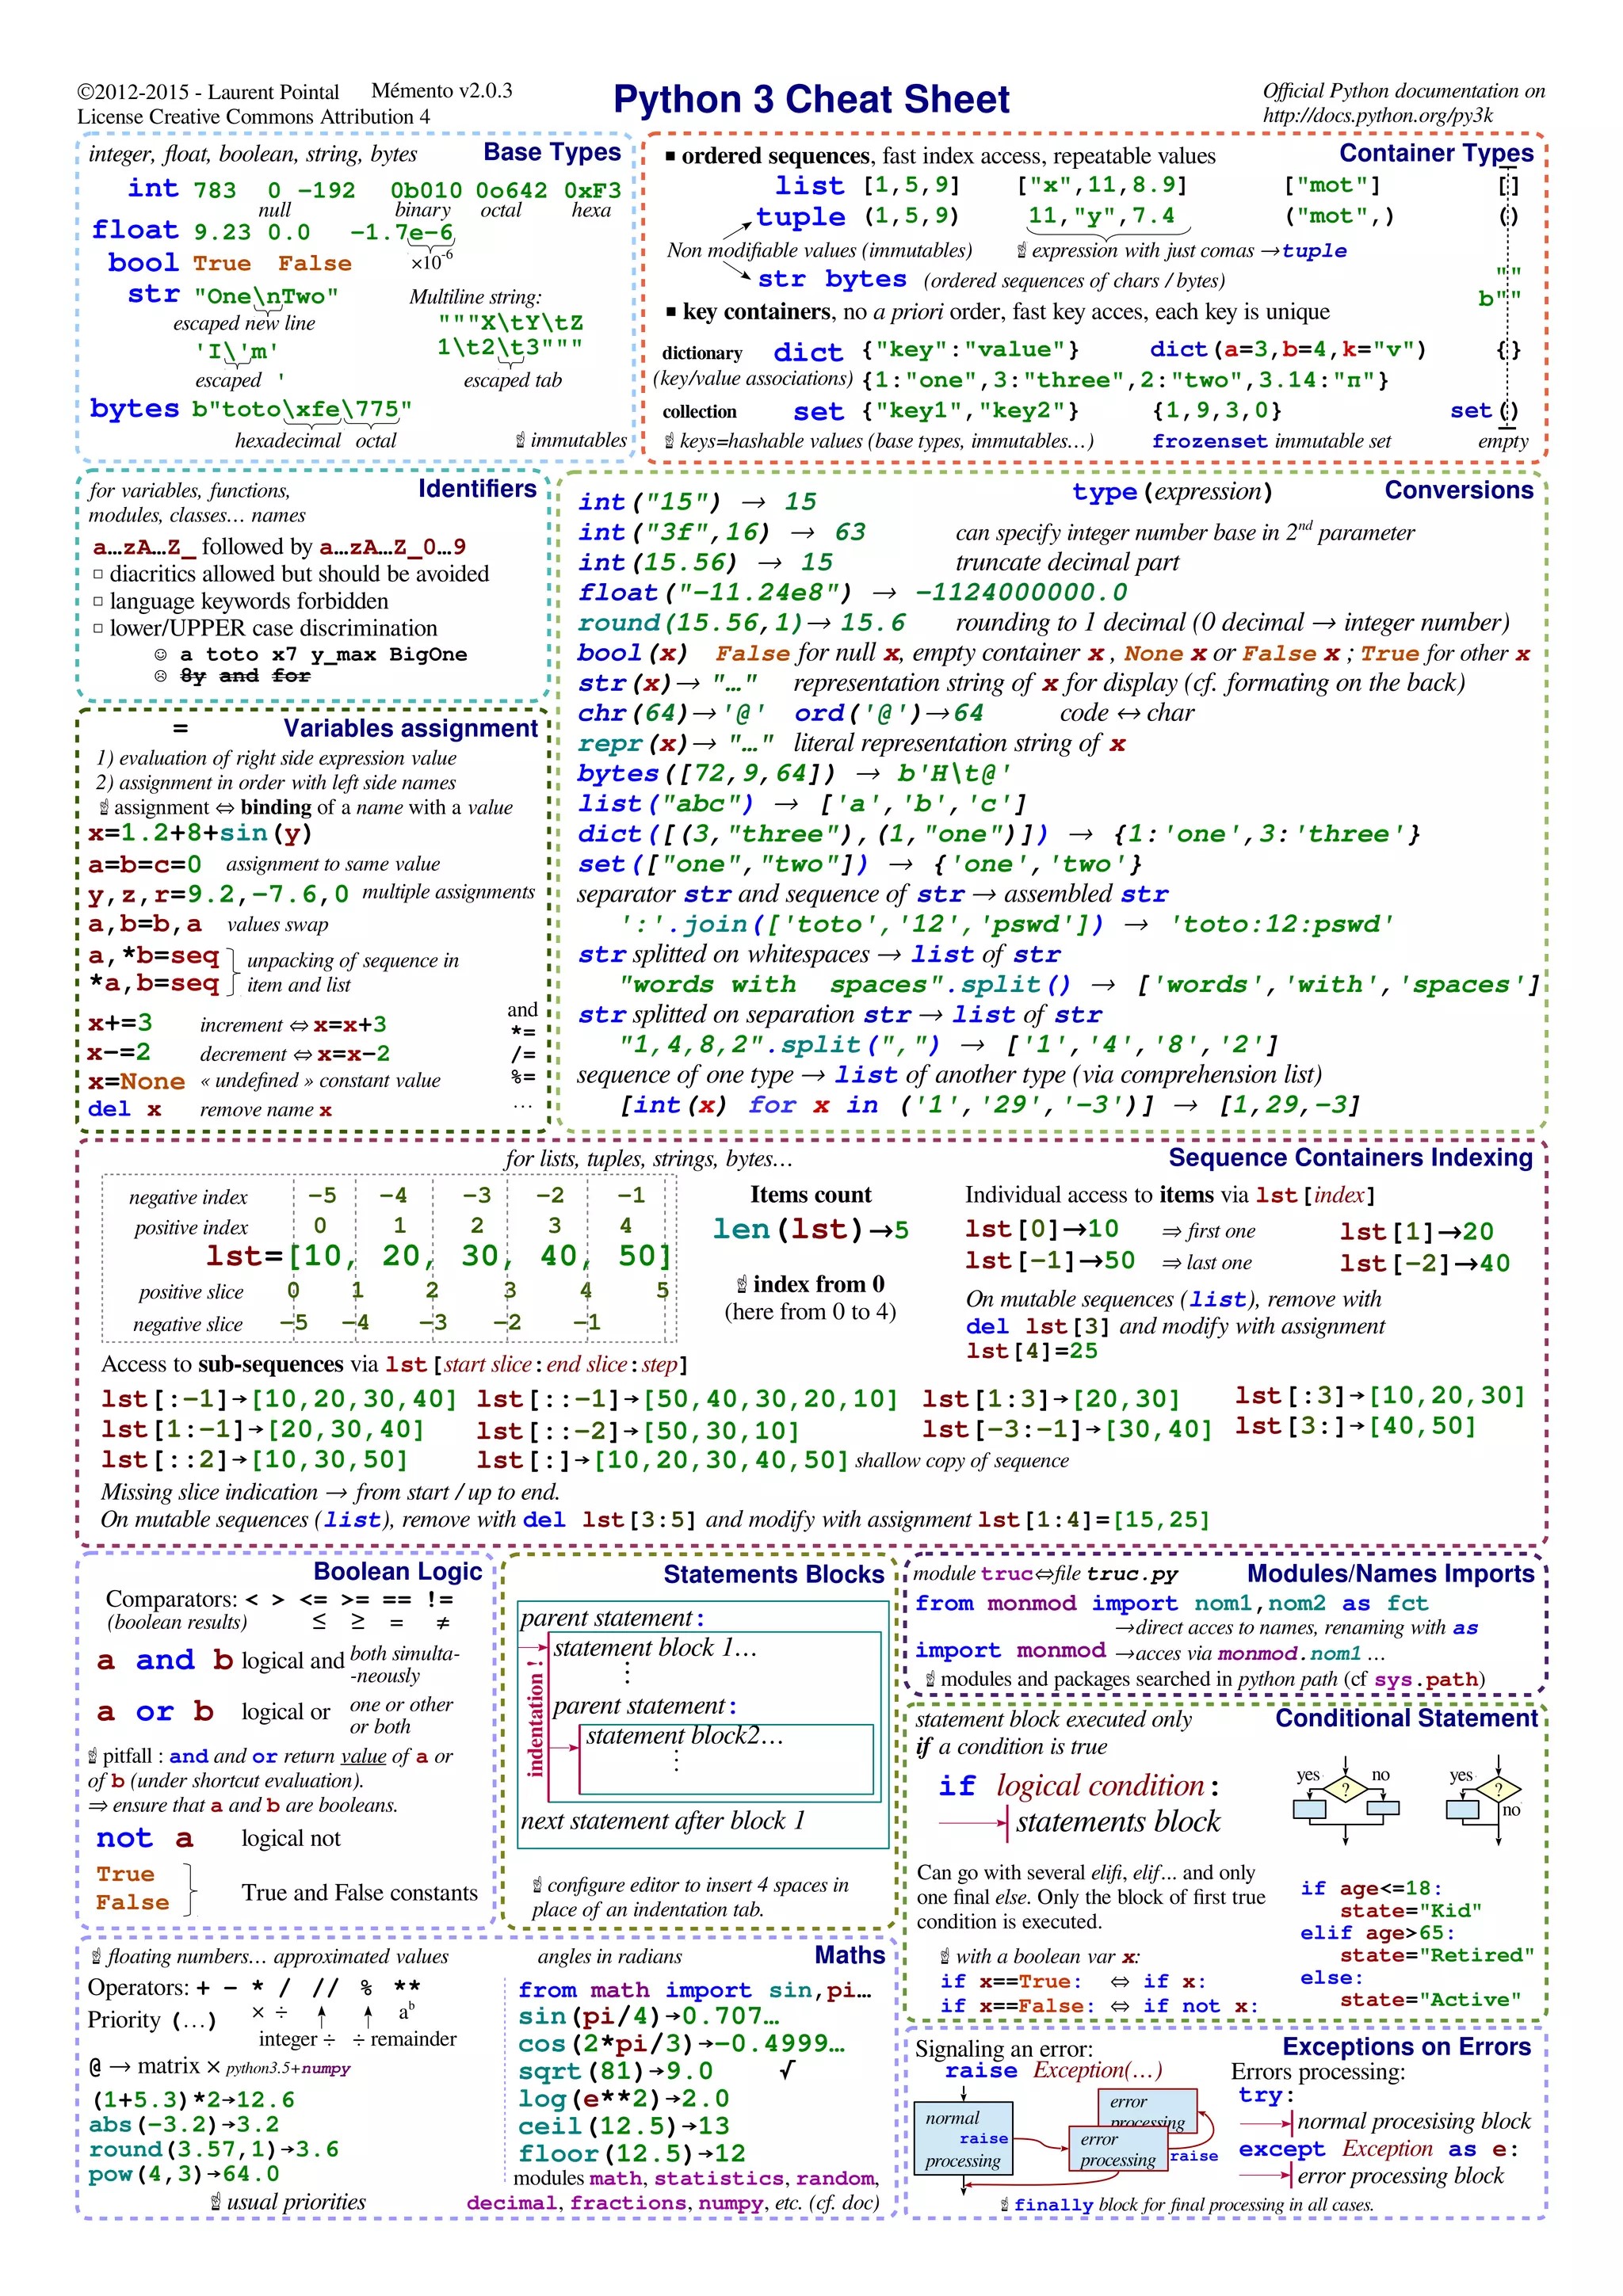 ©2012-2015 - Laurent Pointal Mémento v2.0.3
License Creative Commons Attribution 4
Python 3 Cheat Sheet
Official Python documentation on
http://docs.python.org/py3k
integer, float, boolean, string, bytes Base Types
int 783 0 -192 0b010 0o642 0xF3
null binary octal hexa
float 9.23 0.0 -1.7e-6
bool True False ×10-6
str "One\nTwo" Multiline string:
escaped new line """X\tY\tZ
'I\'m' 1\t2\t3"""
escaped ' escaped tab
bytes b"toto\xfe\775"
hexadecimal octal ☝ immutables
■ ordered sequences, fast index access, repeatable values Container Types
list [1,5,9] ["x",11,8.9] ["mot"] []
tuple (1,5,9) 11,"y",7.4 ("mot",) ()
Non modifiable values (immutables) ☝ expression with just comas →tuple
str bytes (ordered sequences of chars / bytes) ""
b""
■ key containers, no a priori order, fast key acces, each key is unique
dictionary dict {"key":"value"} dict(a=3,b=4,k="v") {}
(key/value associations) {1:"one",3:"three",2:"two",3.14:"π"}
collection set {"key1","key2"} {1,9,3,0} set()
☝ keys=hashable values (base types, immutables…) frozenset immutable set empty
for variables, functions, Identifiers
modules, classes… names
a…zA…Z_ followed by a…zA…Z_0…9
□ diacritics allowed but should be avoided
□ language keywords forbidden
□ lower/UPPER case discrimination
☺ a toto x7 y_max BigOne
☹ 8y and for
= Variables assignment
1) evaluation of right side expression value
2) assignment in order with left side names
☝ assignment ⇔ binding of a name with a value
x=1.2+8+sin(y)
a=b=c=0 assignment to same value
y,z,r=9.2,-7.6,0 multiple assignments
a,b=b,a values swap
a,*b=seq unpacking of sequence in
*a,b=seq item and list
and
x+=3 increment ⇔ x=x+3 *=
x-=2 decrement ⇔ x=x-2 /=
x=None « undefined » constant value %=
del x remove name x …
int("15") → 15 type(expression) Conversions
int("3f",16) → 63 can specify integer number base in 2nd parameter
int(15.56) → 15 truncate decimal part
float("-11.24e8") → -1124000000.0
round(15.56,1)→ 15.6 rounding to 1 decimal (0 decimal → integer number)
bool(x) False for null x, empty container x , None x or False x ; True for other x
str(x)→ "…" representation string of x for display (cf. formating on the back)
chr(64)→'@' ord('@')→64 code ↔ char
repr(x)→ "…" literal representation string of x
bytes([72,9,64]) → b'H\t@'
list("abc") → ['a','b','c']
dict([(3,"three"),(1,"one")]) → {1:'one',3:'three'}
set(["one","two"]) → {'one','two'}
separator str and sequence of str → assembled str
':'.join(['toto','12','pswd']) → 'toto:12:pswd'
str splitted on whitespaces → list of str
"words with  spaces".split() → ['words','with','spaces']
str splitted on separation str → list of str
"1,4,8,2".split(",") → ['1','4','8','2']
sequence of one type → list of another type (via comprehension list)
[int(x) for x in ('1','29','-3')] → [1,29,-3]
for lists, tuples, strings, bytes… Sequence Containers Indexing
negative index -5 -4 -3 -2 -1
positive index 0 1 2 3 4
lst=[10, 20, 30, 40, 50]
positive slice 0 1 2 3 4 5
negative slice -5 -4 -3 -2 -1
Items count
len(lst)→5
☝ index from 0
(here from 0 to 4)
Individual access to items via lst[index]
lst[0]→10 ⇒ first one lst[1]→20
lst[-1]→50 ⇒ last one lst[-2]→40
On mutable sequences (list), remove with
del lst[3] and modify with assignment
lst[4]=25
Access to sub-sequences via lst[start slice:end slice:step]
lst[:-1]→[10,20,30,40] lst[::-1]→[50,40,30,20,10] lst[1:3]→[20,30] lst[:3]→[10,20,30]
lst[1:-1]→[20,30,40] lst[::-2]→[50,30,10] lst[-3:-1]→[30,40] lst[3:]→[40,50]
lst[::2]→[10,30,50] lst[:]→[10,20,30,40,50] shallow copy of sequence
Missing slice indication → from start / up to end.
On mutable sequences (list), remove with del lst[3:5] and modify with assignment lst[1:4]=[15,25]
Boolean Logic
Comparators: < > <= >= == !=
(boolean results) ≤ ≥ = ≠
a and b logical and both simulta-
-neously
a or b logical or one or other
or both
☝ pitfall : and and or return value of a or
of b (under shortcut evaluation).
⇒ ensure that a and b are booleans.
not a logical not
True
False True and False constants
Statements Blocks
parent statement:
statement block 1…
⋮
parent statement:
statement block2…
⋮
indentation !
next statement after block 1
☝ configure editor to insert 4 spaces in
place of an indentation tab.
module truc⇔file truc.py Modules/Names Imports
from monmod import nom1,nom2 as fct
→direct acces to names, renaming with as
import monmod →acces via monmod.nom1 …
☝ modules and packages searched in python path (cf sys.path)
statement block executed only Conditional Statement
if a condition is true
if logical condition:
statements block
yes ? no yes ?
no
Can go with several elifi, elif... and only
one final else. Only the block of first true
condition is executed.
☝ with a boolean var x:
if x==True: ⇔ if x:
if x==False: ⇔ if not x:
if age<=18:
state="Kid"
elif age>65:
state="Retired"
else:
state="Active"
☝ floating numbers… approximated values angles in radians Maths
Operators: + - * / // % **
Priority (…) × ÷ ab
integer ÷ ÷ remainder
@ → matrix × python3.5+numpy
(1+5.3)*2→12.6
abs(-3.2)→3.2
round(3.57,1)→3.6
pow(4,3)→64.0
☝ usual priorities
from math import sin,pi…
sin(pi/4)→0.707…
cos(2*pi/3)→-0.4999…
sqrt(81)→9.0 √
log(e**2)→2.0
ceil(12.5)→13
floor(12.5)→12
modules math, statistics, random,
decimal, fractions, numpy, etc. (cf. doc)
Exceptions on Errors
Signaling an error:
raise Exception(…)
normal
raise
processing
error
processing
error
processing
raise
Errors processing:
try:
normal procesising block
except Exception as e:
error processing block
☝ finally block for final processing in all cases.